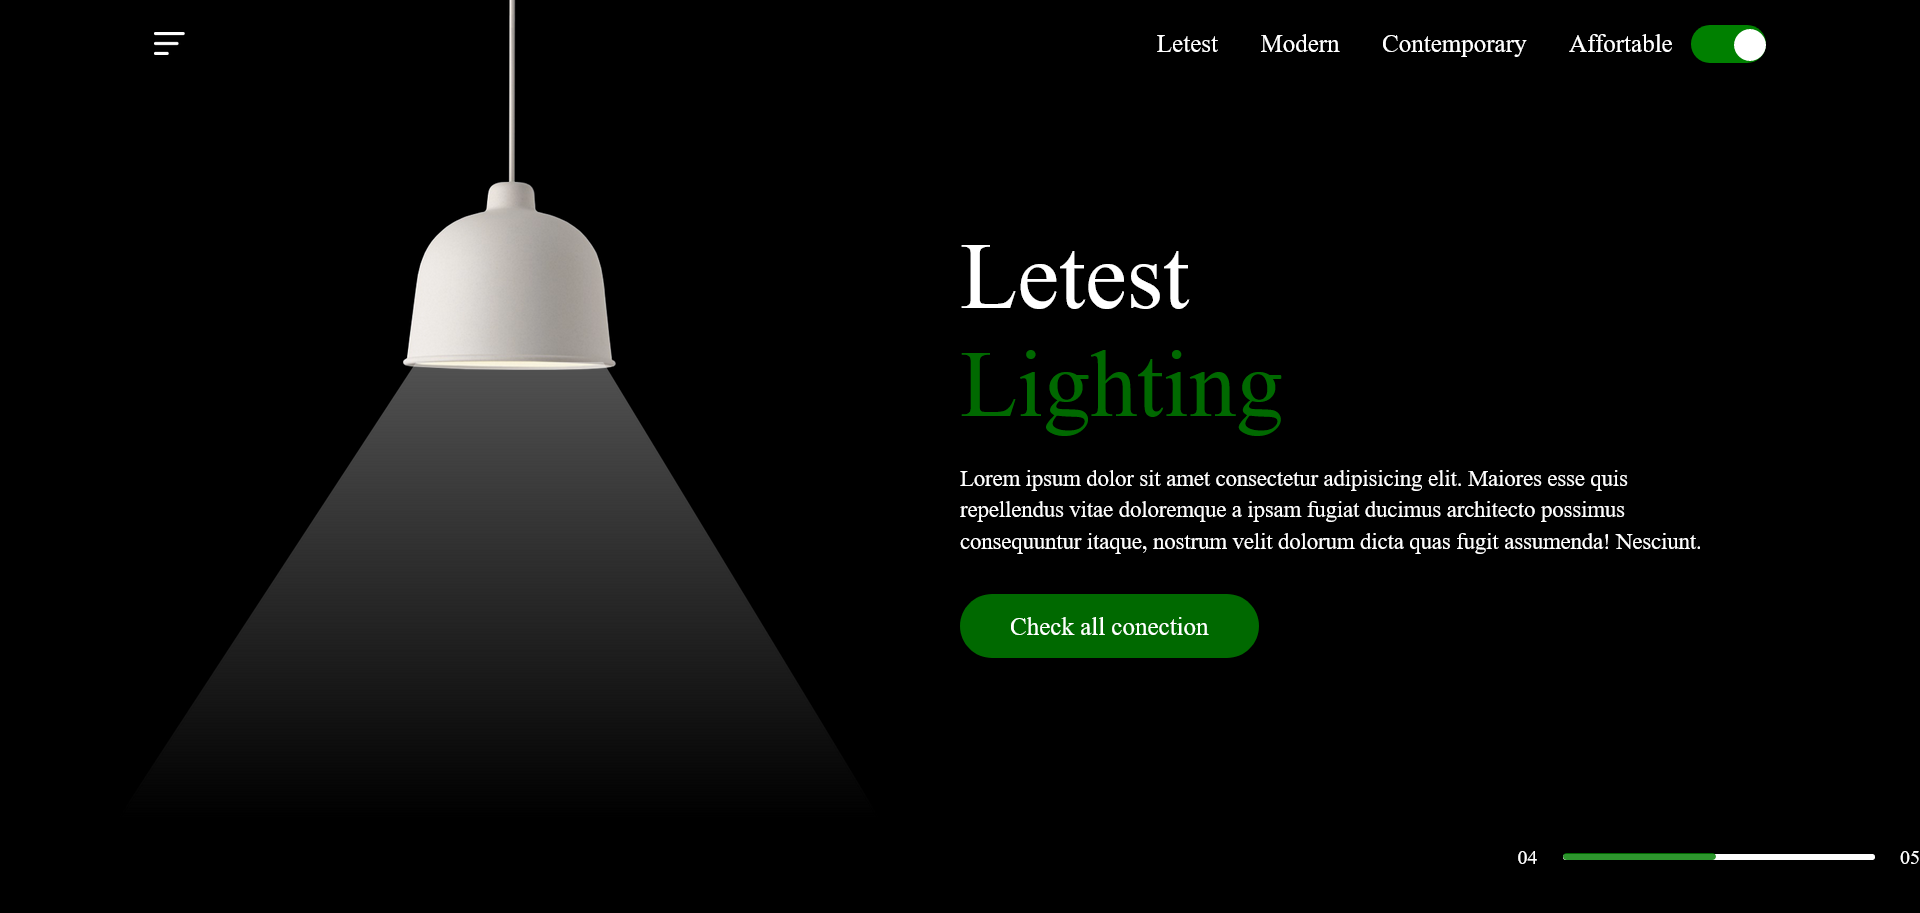 Letest Modern Contemporary Affortable
Letest
Lighting
Lorem ipsum dolor sit amet consectetur adipisicing elit. Maiores esse quis
repellendus vitae doloremque a ipsam fugiat ducimus architecto possimus
consequuntur itaque, nostrum velit dolorum dicta quas fugit assumenda! Nesciunt.
Check all conection
04 05